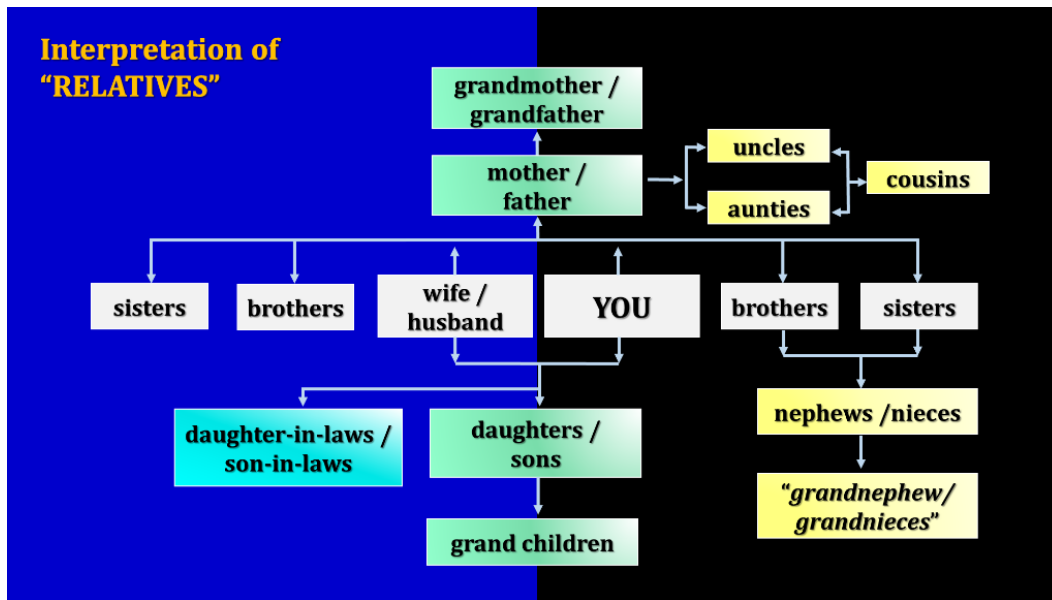 Interpretation of
“RELATIVES”
grandmother /
grandfather
mother /
father
uncles
aunties
cousins
sisters
brothers
wife /
husband
YOU
brothers
sisters
daughter-in-laws /
son-in-laws
daughters /
sons
nephews /nieces
grand children
“grandnephew/
grandnieces”